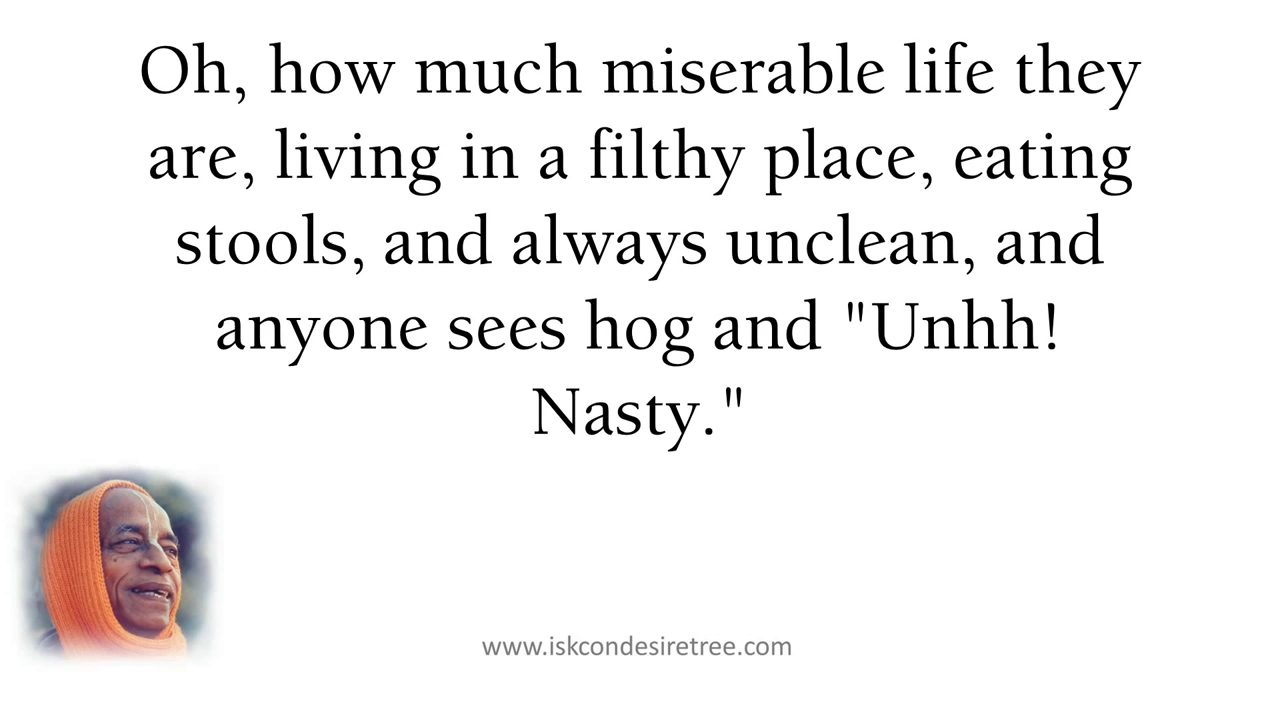 Oh, how much miserable life they
are, living in a filthy place, eating
stools, and always unclean, and
anyone sees hog and "Unhh!
Nasty."
www.iskcondesiretree.com